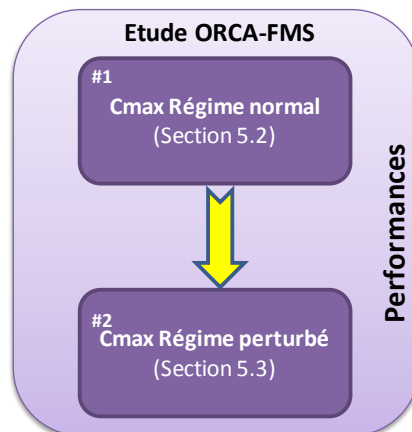 Etude ORCA-FMS
#1
Cmax Régime normal
(Section 5.2)
Performances
#2
Cmax Régime perturbé
(Section 5.3)